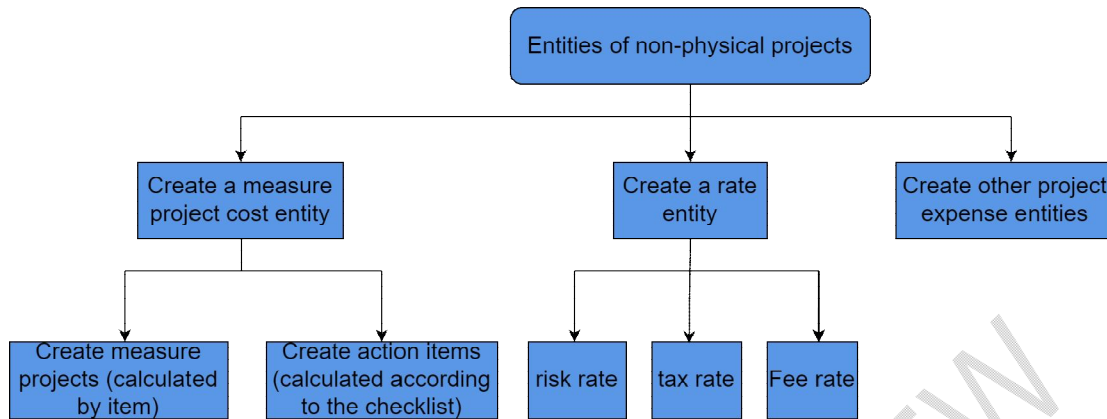 Entities of non-physical projects
Create a measure
project cost entity
Create a rate
entity
Create other project
expense entities
Create measure
projects (calculated
by item)
Create action items
(calculated according
to the checklist)
risk rate
tax rate
Fee rate